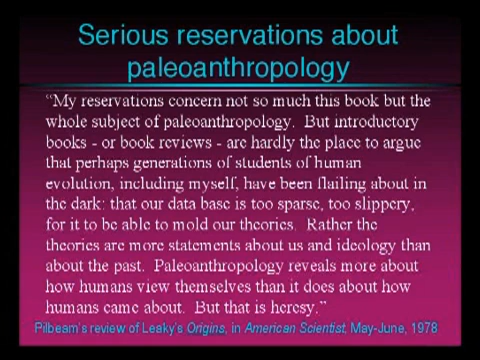 Serious reservations about
paleoanthropology
“My reservations concern not so much this book but the
whole subject of paleoanthropology. But introductory
books - or book reviews - are hardly the place to argue
that perhaps generations of students of human
evolution, including myself, have been flailing about in
the dark: that our data base is too sparse, too slippery,
for it to be able to mold our theories. Rather the
theories are more statements about us and ideology than
about the past. Paleoanthropology reveals more about
how humans view themselves than it does about how
humans came about. But that is heresy.”
Pilbeam's review of Leaky's Origins, in American Scientist, May-June, 1978